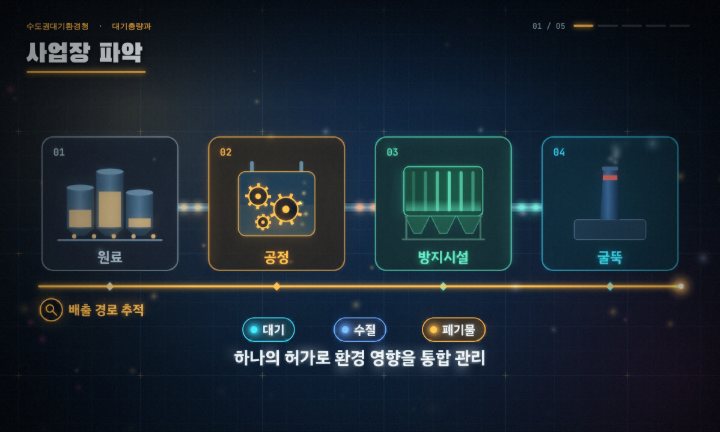 수도권대기환경청 · 대기총량과
01 / 05
사업장 파악
01
02
03
04
원료
공정
방지시설
굴뚝
배출 경로 추적
대기
수질
폐기물
하나의 허가로 환경 영향을 통합 관리